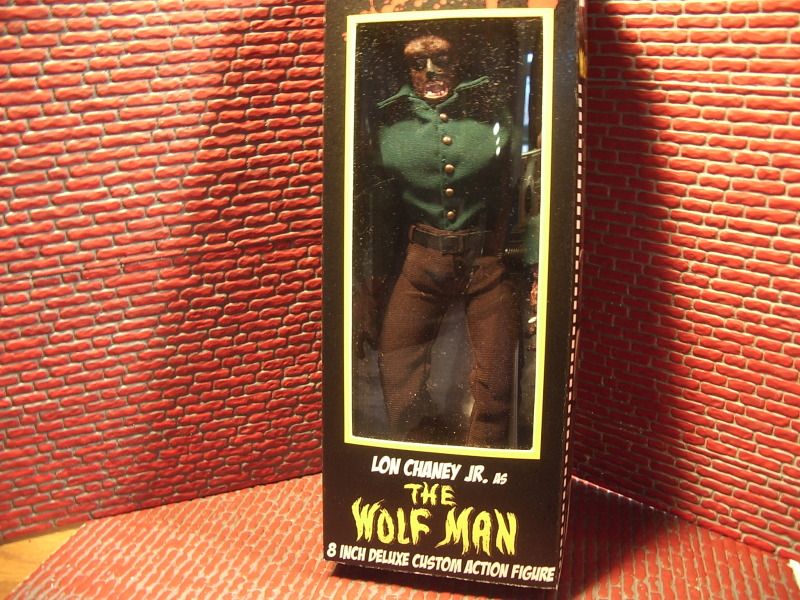 LON CHANEY JR. AS
THE
WOLF MAN
8 INCH DELUXE CUSTOM ACTION FIGURE